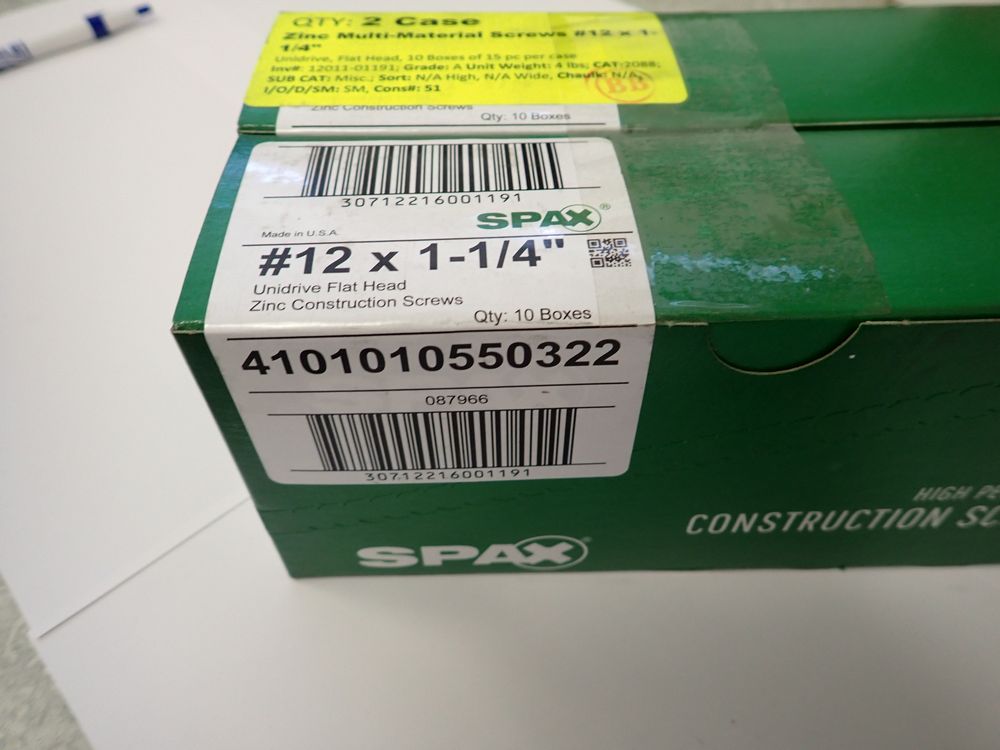 QTY: 2 Case
Zinc Multi-Material Screws #12 x 1-
1/4"
Unidrive, Flat Head, 10 Boxes of 15 pc per case
Inv#: 12011-01191; Grade: A Unit Weight: 4 lbs; CAT:2088;
SUB CAT: Misc.; Sort: N/A High, N/A Wide, Chaulk: N/A,
I/O/D/SM: SM, Cons#: 51
BB
Zinc Construction Screws
Qty: 10 Boxes
30712216001191
SPAX®
Made in U.S.A.
#12 x 1-1/4"
Unidrive Flat Head
Zinc Construction Screws
Qty: 10 Boxes
4101010550322
087966
30712216001191
HIGH PE
CONSTRUCTION SC
SPAX